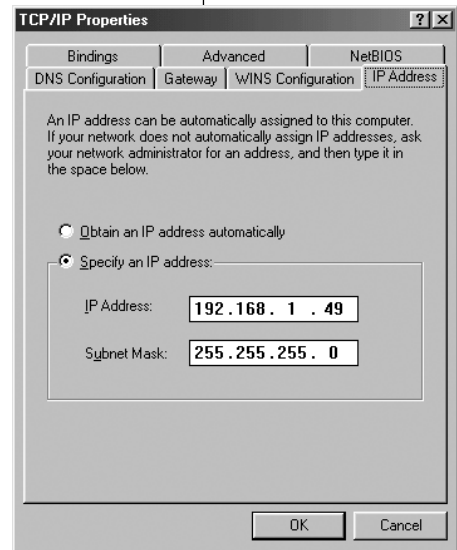 TCP/IP Properties
Bindings Advanced NetBIOS
DNS Configuration Gateway WINS Configuration IP Address
An IP address can be automatically assigned to this computer.
If your network does not automatically assign IP addresses, ask
your network administrator for an address, and then type it in
the space below.
Obtain an IP address automatically
Specify an IP address:
IP Address: 192.168. 1 . 49
Subnet Mask: 255.255.255. 0
OK Cancel